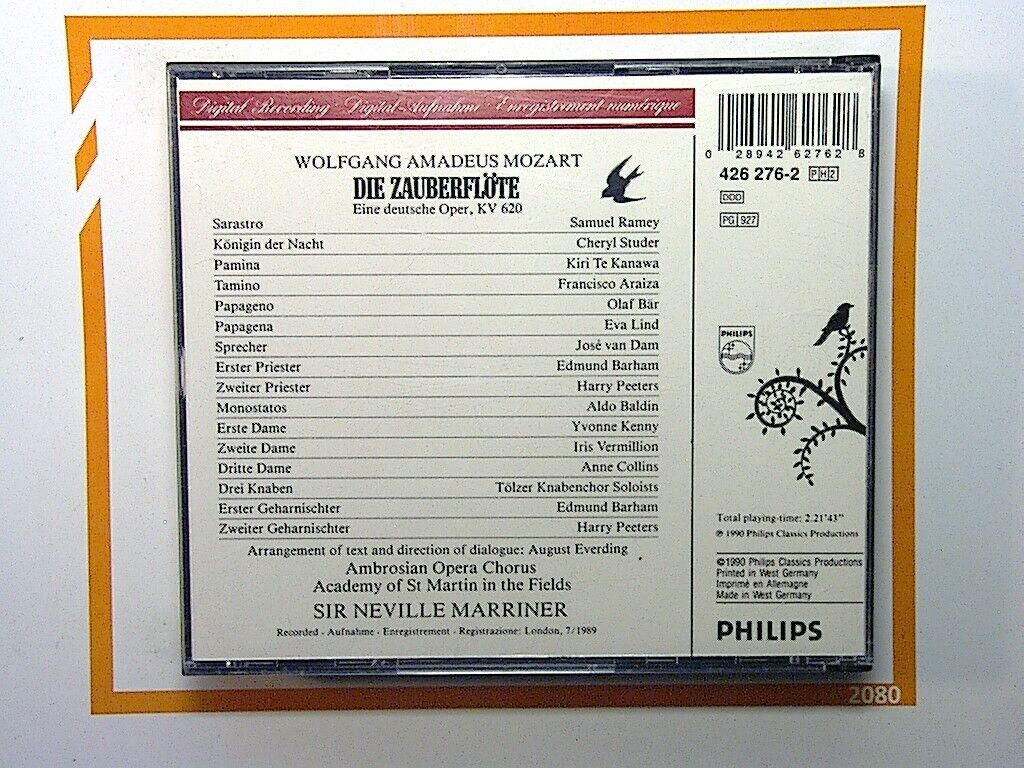 Digital Recording · Digital-Aufnahme · Enregistrement numérique
WOLFGANG AMADEUS MOZART
DIE ZAUBERFLÖTE
Eine deutsche Oper, KV 620
Sarastro Samuel Ramey
Königin der Nacht Cheryl Studer
Pamina Kiri Te Kanawa
Tamino Francisco Araiza
Papageno Olaf Bär
Papagena Eva Lind
Sprecher José van Dam
Erster Priester Edmund Barham
Zweiter Priester Harry Peeters
Monostatos Aldo Baldin
Erste Dame Yvonne Kenny
Zweite Dame Iris Vermillion
Dritte Dame Anne Collins
Drei Knaben Tölzer Knabenchor Soloists
Erster Geharnischter Edmund Barham
Zweiter Geharnischter Harry Peeters
Arrangement of text and direction of dialogue: August Everding
Ambrosian Opera Chorus
Academy of St Martin in the Fields
SIR NEVILLE MARRINER
Recorded - Aufnahme - Enregistrement - Registrazione: London, 7/1989
0 28942 62762 8
426 276-2 PH2
DDD
PG 927
PHILIPS
Total playing-time: 2.21'43"
℗ 1990 Philips Classics Productions
©1990 Philips Classics Productions
Printed in West Germany
Imprimé en Allemagne
Made in West Germany
PHILIPS
2080